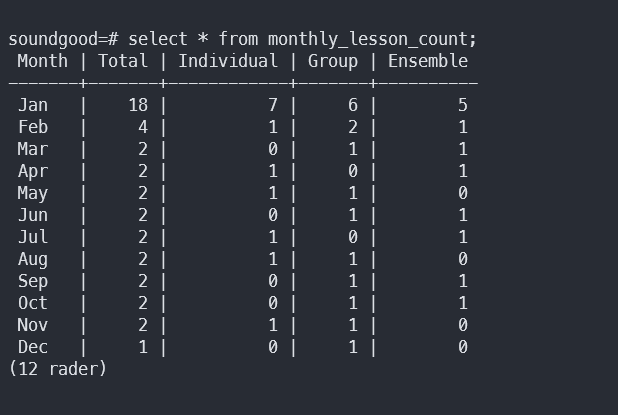 soundgood=# select * from monthly_lesson_count;
 Month | Total | Individual | Group | Ensemble
-------+-------+------------+-------+----------
 Jan   |    18 |          7 |     6 |        5
 Feb   |     4 |          1 |     2 |        1
 Mar   |     2 |          0 |     1 |        1
 Apr   |     2 |          1 |     0 |        1
 May   |     2 |          1 |     1 |        0
 Jun   |     2 |          0 |     1 |        1
 Jul   |     2 |          1 |     0 |        1
 Aug   |     2 |          1 |     1 |        0
 Sep   |     2 |          0 |     1 |        1
 Oct   |     2 |          0 |     1 |        1
 Nov   |     2 |          1 |     1 |        0
 Dec   |     1 |          0 |     1 |        0
(12 rader)